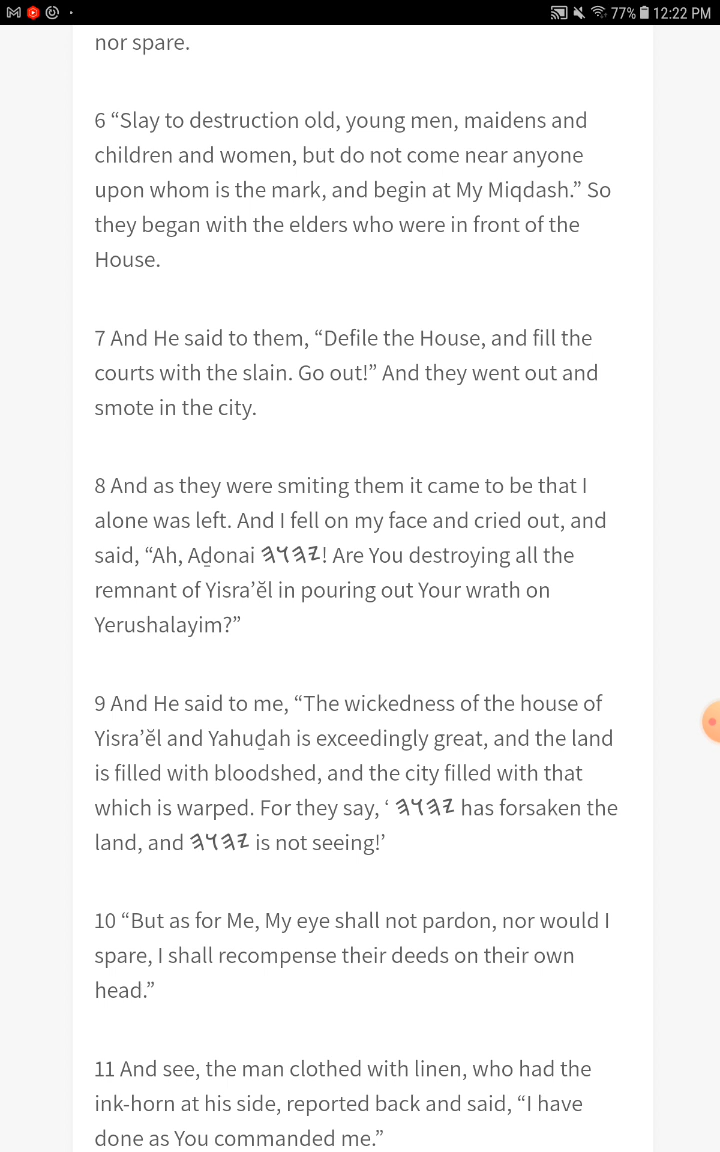 77% 12:22 PM
nor spare.
6 “Slay to destruction old, young men, maidens and
children and women, but do not come near anyone
upon whom is the mark, and begin at My Miqdash.” So
they began with the elders who were in front of the
House.
7 And He said to them, “Defile the House, and fill the
courts with the slain. Go out!” And they went out and
smote in the city.
8 And as they were smiting them it came to be that I
alone was left. And I fell on my face and cried out, and
said, “Ah, Aḏonai 𐤉𐤄𐤅𐤄! Are You destroying all the
remnant of Yisra’ĕl in pouring out Your wrath on
Yerushalayim?”
9 And He said to me, “The wickedness of the house of
Yisra’ĕl and Yahuḏah is exceedingly great, and the land
is filled with bloodshed, and the city filled with that
which is warped. For they say, ‘ 𐤉𐤄𐤅𐤄 has forsaken the
land, and 𐤉𐤄𐤅𐤄 is not seeing!’
10 “But as for Me, My eye shall not pardon, nor would I
spare, I shall recompense their deeds on their own
head.”
11 And see, the man clothed with linen, who had the
ink-horn at his side, reported back and said, “I have
done as You commanded me.”